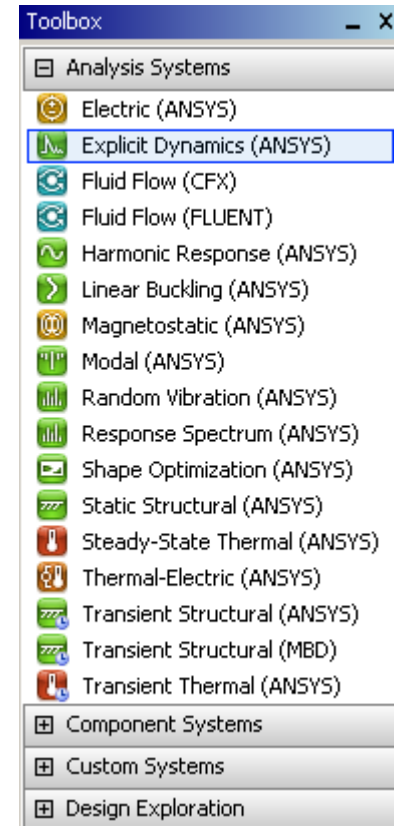 Toolbox
Analysis Systems
Electric (ANSYS)
Explicit Dynamics (ANSYS)
Fluid Flow (CFX)
Fluid Flow (FLUENT)
Harmonic Response (ANSYS)
Linear Buckling (ANSYS)
Magnetostatic (ANSYS)
Modal (ANSYS)
Random Vibration (ANSYS)
Response Spectrum (ANSYS)
Shape Optimization (ANSYS)
Static Structural (ANSYS)
Steady-State Thermal (ANSYS)
Thermal-Electric (ANSYS)
Transient Structural (ANSYS)
Transient Structural (MBD)
Transient Thermal (ANSYS)
Component Systems
Custom Systems
Design Exploration